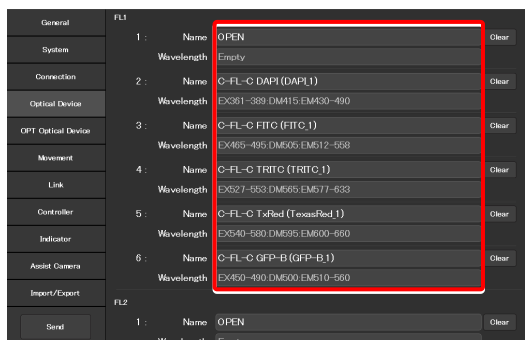 General
System
Connection
Optical Device
OPT Optical Device
Movement
Link
Controller
Indicator
Assist Camera
Import/Export
Send
FL1
1 : Name OPEN Clear
Wavelength Empty
2 : Name C-FL-C DAPI (DAPI_1) Clear
Wavelength EX361-389:DM415:EM430-490
3 : Name C-FL-C FITC (FITC_1) Clear
Wavelength EX465-495:DM505:EM512-558
4 : Name C-FL-C TRITC (TRITC_1) Clear
Wavelength EX527-553:DM565:EM577-633
5 : Name C-FL-C TxRed (TexasRed_1) Clear
Wavelength EX540-580:DM595:EM600-660
6 : Name C-FL-C GFP-B (GFP-B_1) Clear
Wavelength EX450-490:DM500:EM510-560
FL2
1 : Name OPEN Clear